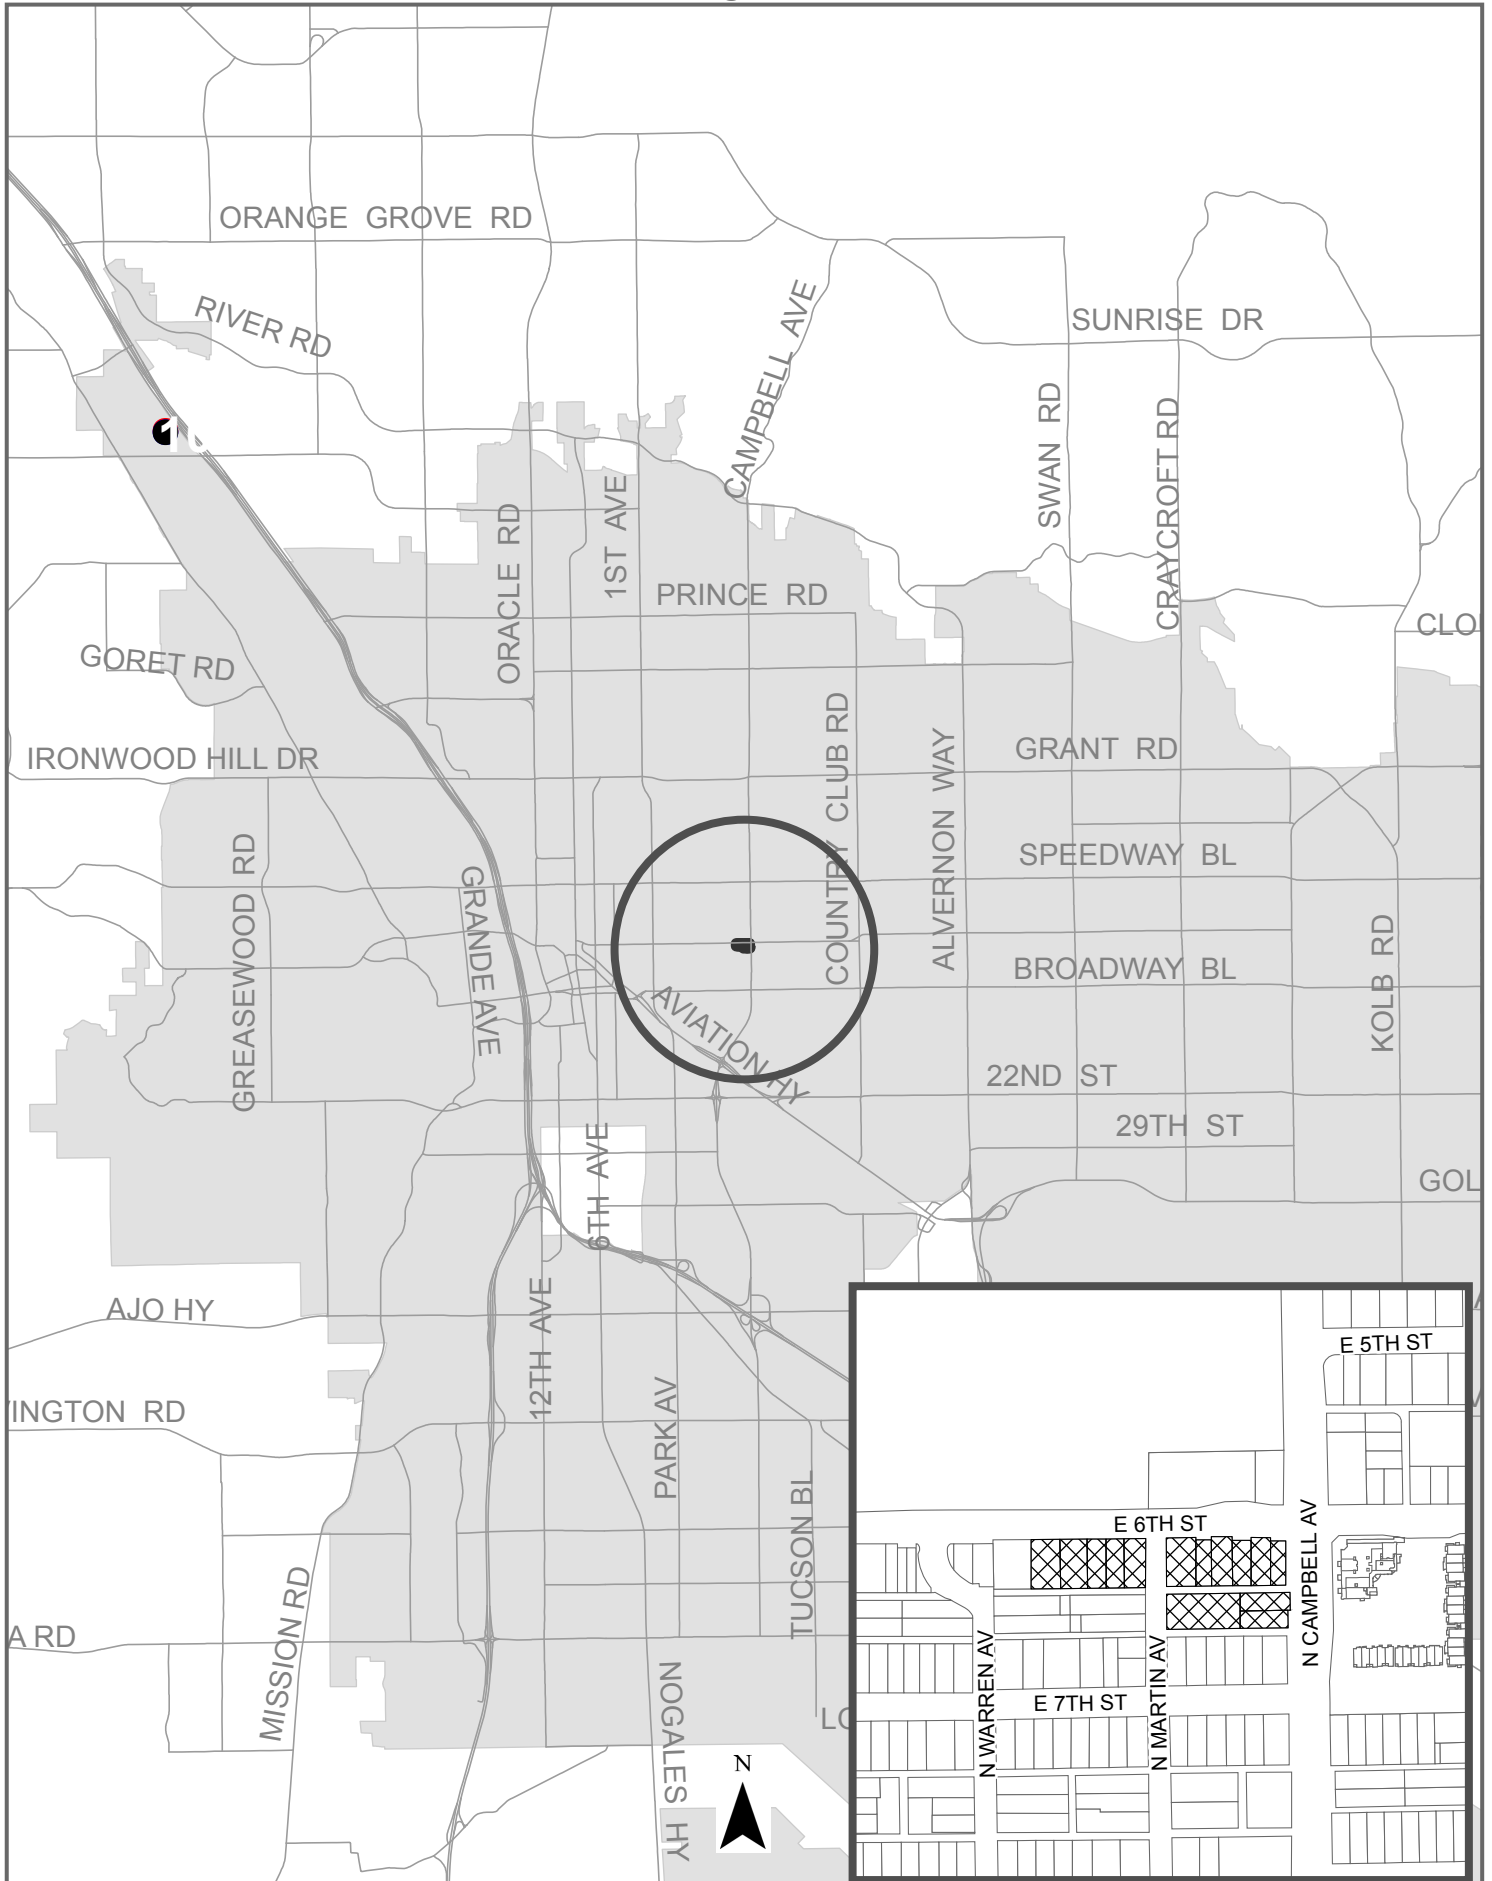 ORANGE GROVE RD
RIVER RD
CAMPBELL AVE
SUNRISE DR
SWAN RD
CRAYCROFT RD
1
ORACLE RD
1ST AVE
PRINCE RD
CLO
GORET RD
COUNTRY CLUB RD
ALVERNON WAY
GRANT RD
IRONWOOD HILL DR
SPEEDWAY BL
GREASEWOOD RD
GRANDE AVE
BROADWAY BL
KOLB RD
AVIATION HY
22ND ST
29TH ST
6TH AVE
GOL
AJO HY
12TH AVE
E 5TH ST
VINGTON RD
PARK AV
TUCSON BL
E 6TH ST
N CAMPBELL AV
A RD
MISSION RD
N WARREN AV
N MARTIN AV
E 7TH ST
NOGALES HY
LO
N